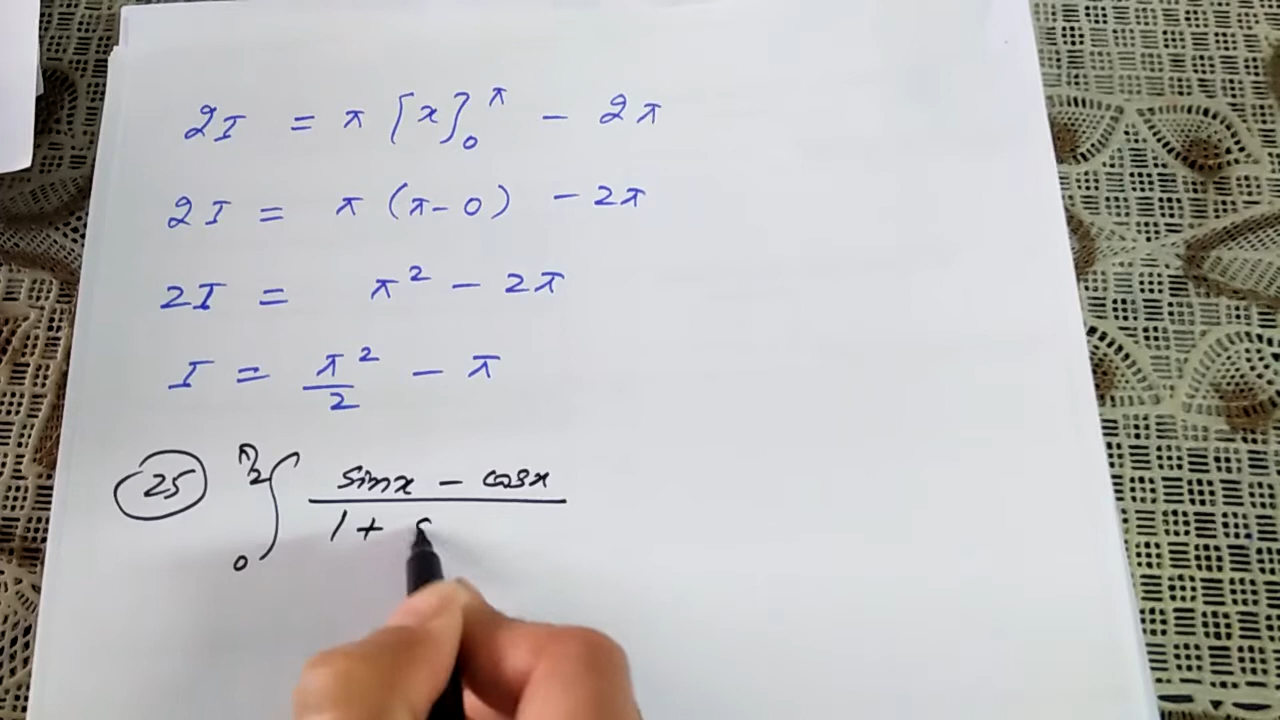 2I = π [x]₀^π - 2π
2I = π (π-0) - 2π
2I = π² - 2π
I = π²/2 - π
25 ∫₀^π/2 (sinx - cosx)/(1+ s